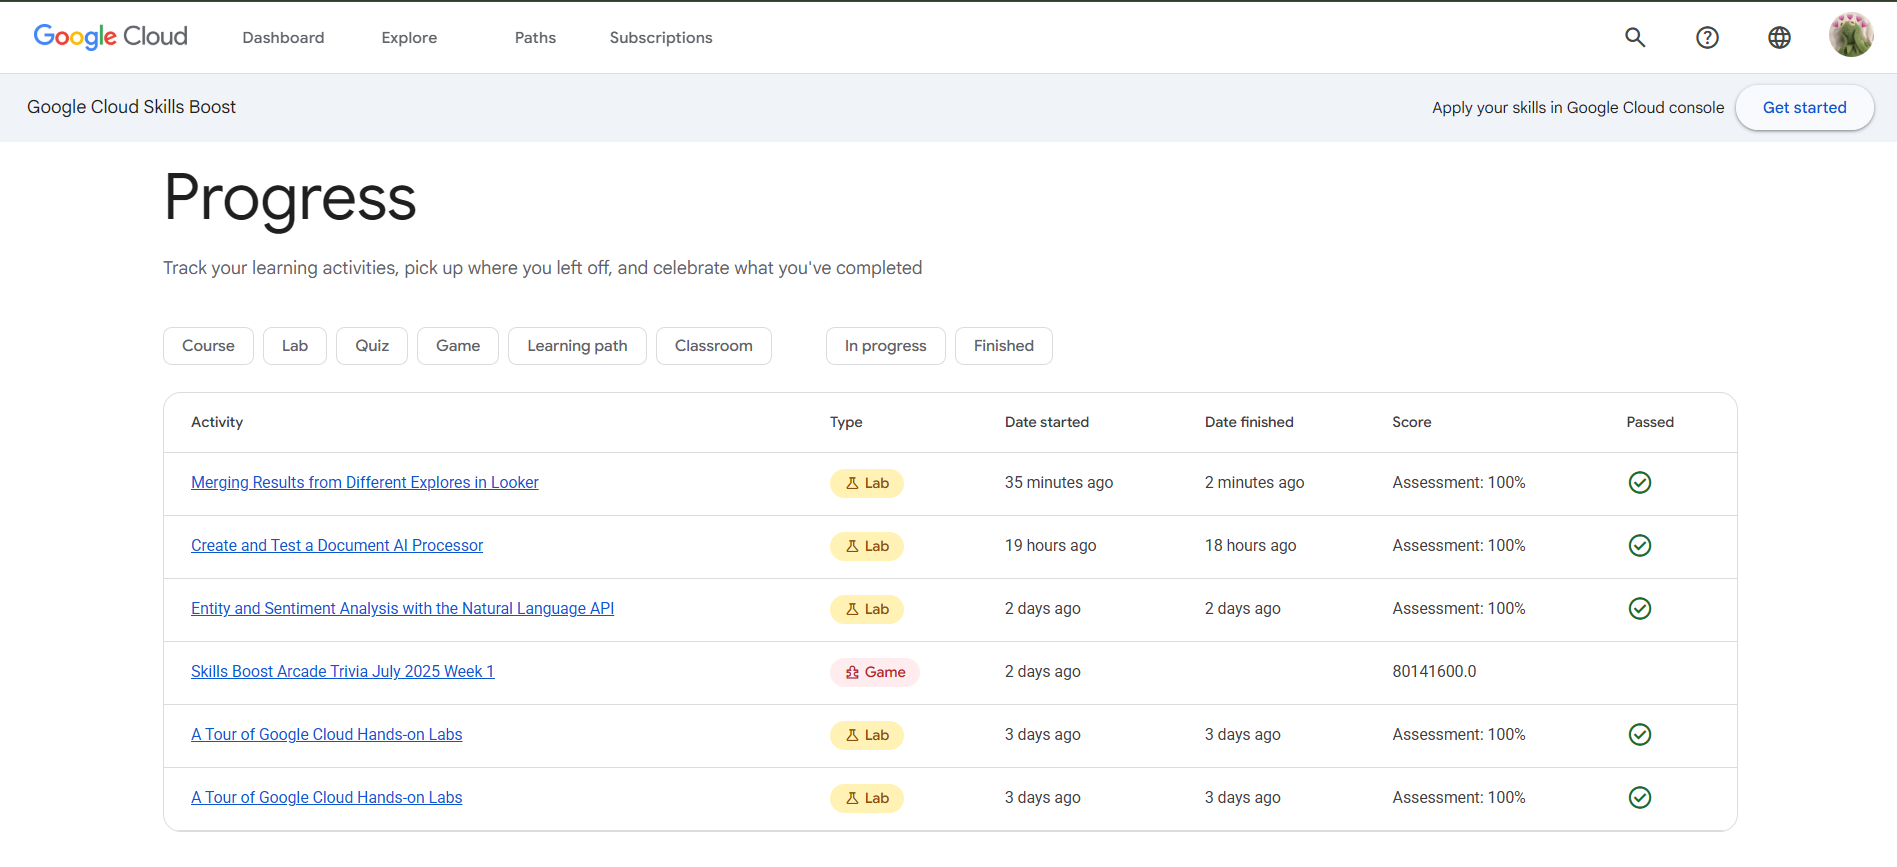 Google Cloud Dashboard Explore Paths Subscriptions
Google Cloud Skills Boost Apply your skills in Google Cloud console Get started
Progress
Track your learning activities, pick up where you left off, and celebrate what you've completed
Course Lab Quiz Game Learning path Classroom In progress Finished
Activity Type Date started Date finished Score Passed
Merging Results from Different Explores in Looker Lab 35 minutes ago 2 minutes ago Assessment: 100%
Create and Test a Document AI Processor Lab 19 hours ago 18 hours ago Assessment: 100%
Entity and Sentiment Analysis with the Natural Language API Lab 2 days ago 2 days ago Assessment: 100%
Skills Boost Arcade Trivia July 2025 Week 1 Game 2 days ago 80141600.0
A Tour of Google Cloud Hands-on Labs Lab 3 days ago 3 days ago Assessment: 100%
A Tour of Google Cloud Hands-on Labs Lab 3 days ago 3 days ago Assessment: 100%